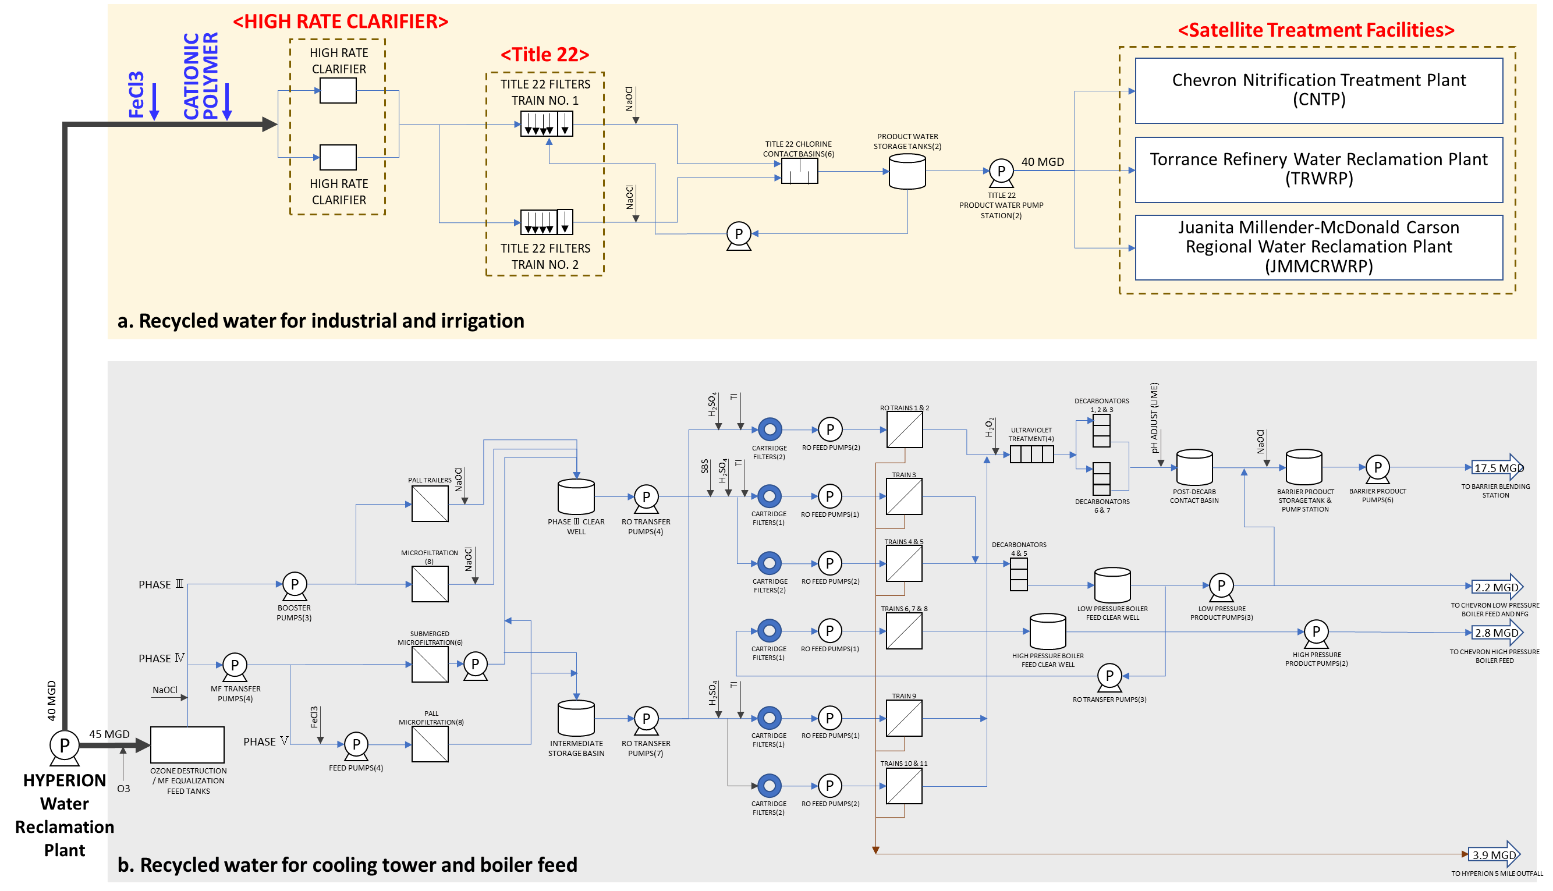 <HIGH RATE CLARIFIER>
FeCl3
CATIONIC
POLYMER
HIGH RATE
CLARIFIER
HIGH RATE
CLARIFIER
<Title 22>
TITLE 22 FILTERS
TRAIN NO. 1
TITLE 22 FILTERS
TRAIN NO. 2
NaOCl
NaOCl
TITLE 22 CHLORINE
CONTACT BASINS(6)
PRODUCT WATER
STORAGE TANKS(2)
P
P
TITLE 22
PRODUCT WATER PUMP
STATION(2)
40 MGD
<Satellite Treatment Facilities>
Chevron Nitrification Treatment Plant
(CNTP)
Torrance Refinery Water Reclamation Plant
(TRWRP)
Juanita Millender-McDonald Carson
Regional Water Reclamation Plant
(JMMCRWRP)
a. Recycled water for industrial and irrigation
40 MGD
P
HYPERION
Water
Reclamation
Plant
45 MGD
O3
OZONE DESTRUCTION
/ MF EQUALIZATION
FEED TANKS
NaOCl
PHASE Ⅲ
PHASE Ⅳ
PHASE Ⅴ
P
BOOSTER
PUMPS(3)
P
MF TRANSFER
PUMPS(4)
FeCl3
P
FEED PUMPS(4)
PALL TRAILERS
NaOCl
MICROFILTRATION
(8)
NaOCl
SUBMERGED
MICROFILTRATION(6)
P
PALL
MICROFILTRATION(8)
PHASE Ⅲ CLEAR
WELL
P
RO TRANSFER
PUMPS(4)
INTERMEDIATE
STORAGE BASIN
P
RO TRANSFER
PUMPS(7)
H₂SO₄
TI
CARTRIDGE
FILTERS(2)
P
RO FEED PUMPS(2)
RO TRAINS 1 & 2
SBS
H₂SO₄
TI
CARTRIDGE
FILTERS(1)
P
RO FEED PUMPS(1)
TRAIN 3
CARTRIDGE
FILTERS(2)
P
RO FEED PUMPS(2)
TRAINS 4 & 5
CARTRIDGE
FILTERS(1)
P
RO FEED PUMPS(1)
TRAINS 6, 7 & 8
H₂SO₄
TI
CARTRIDGE
FILTERS(1)
P
RO FEED PUMPS(1)
TRAIN 9
CARTRIDGE
FILTERS(2)
P
RO FEED PUMPS(2)
TRAINS 10 & 11
H₂O₂
ULTRAVIOLET
TREATMENT(4)
DECARBONATORS
1, 2 & 3
DECARBONATORS
6 & 7
pH ADJUST (LIME)
POST-DECARB
CONTACT BASIN
NaOCl
BARRIER PRODUCT
STORAGE TANK &
PUMP STATION
P
BARRIER PRODUCT
PUMPS(6)
17.5 MGD
TO BARRIER BLENDING
STATION
DECARBONATORS
4 & 5
LOW PRESSURE BOILER
FEED CLEAR WELL
P
LOW PRESSURE
PRODUCT PUMPS(3)
2.2 MGD
TO CHEVRON LOW PRESSURE
BOILER FEED AND NFG
HIGH PRESSURE BOILER
FEED CLEAR WELL
P
HIGH PRESSURE
PRODUCT PUMPS(2)
2.8 MGD
TO CHEVRON HIGH PRESSURE
BOILER FEED
P
RO TRANSFER PUMPS(3)
3.9 MGD
TO HYPERION 5 MILE OUTFALL
b. Recycled water for cooling tower and boiler feed